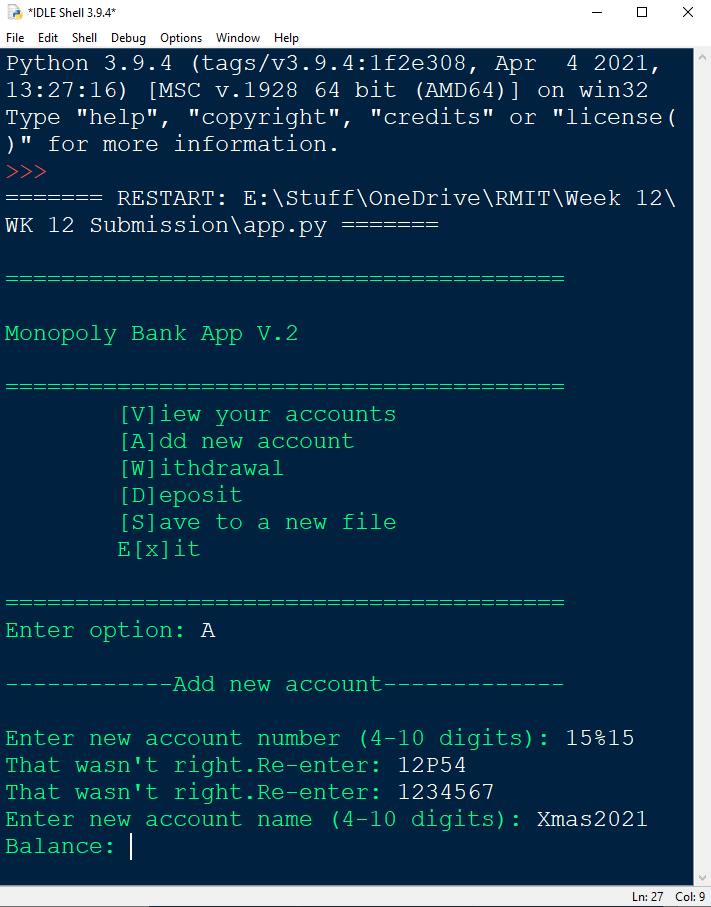 *IDLE Shell 3.9.4*
File Edit Shell Debug Options Window Help
Python 3.9.4 (tags/v3.9.4:1f2e308, Apr  4 2021,
13:27:16) [MSC v.1928 64 bit (AMD64)] on win32
Type "help", "copyright", "credits" or "license(
)" for more information.
>>>
======= RESTART: E:\Stuff\OneDrive\RMIT\Week 12\
WK 12 Submission\app.py =======
========================================
Monopoly Bank App V.2
========================================
[V]iew your accounts
[A]dd new account
[W]ithdrawal
[D]eposit
[S]ave to a new file
E[x]it
========================================
Enter option: A
------------Add new account-------------
Enter new account number (4-10 digits): 15%15
That wasn't right.Re-enter: 12P54
That wasn't right.Re-enter: 1234567
Enter new account name (4-10 digits): Xmas2021
Balance:
Ln: 27 Col: 9